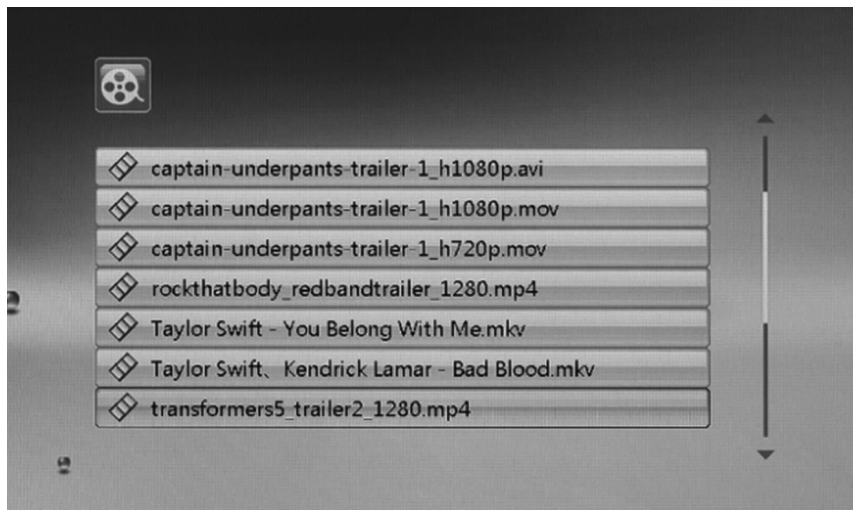 captain-underpants-trailer-1_h1080p.avi
captain-underpants-trailer-1_h1080p.mov
captain-underpants-trailer-1_h720p.mov
rockthatbody_redbandtrailer_1280.mp4
Taylor Swift - You Belong With Me.mkv
Taylor Swift、Kendrick Lamar - Bad Blood.mkv
transformers5_trailer2_1280.mp4